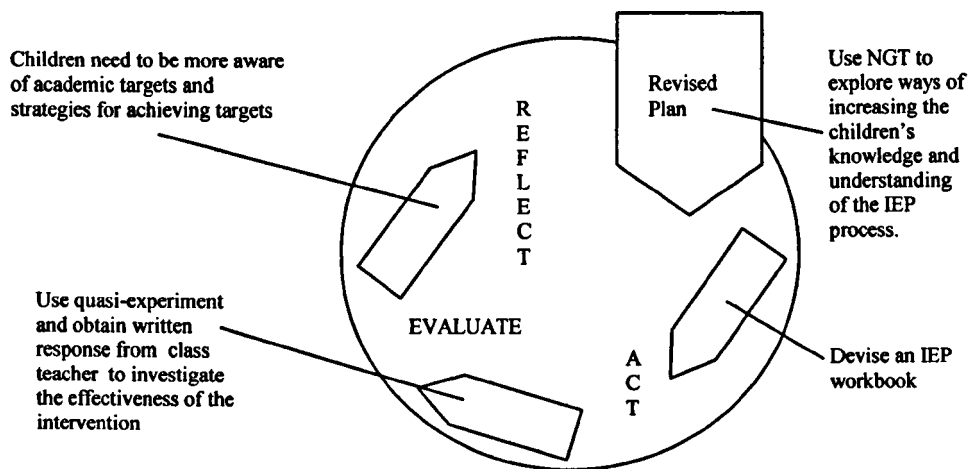 Children need to be more aware
of academic targets and
strategies for achieving targets
R
E
F
L
E
C
T
Revised
Plan
Use NGT to
explore ways of
increasing the
children's
knowledge and
understanding
of the IEP
process.
Use quasi-experiment
and obtain written
response from class
teacher to investigate
the effectiveness of the
intervention
EVALUATE
A
C
T
Devise an IEP
workbook